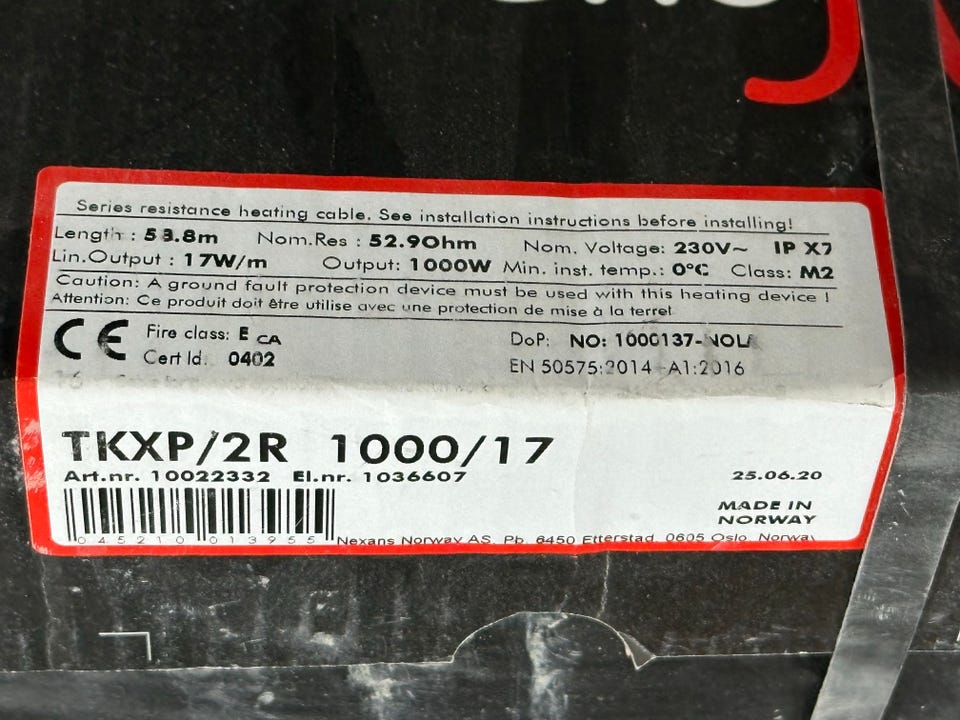 Series resistance heating cable. See installation instructions before installing!
Length : 58.8m Nom.Res : 52.9Ohm Nom. Voltage: 230V~ IP X7
Lin.Output : 17W/m Output: 1000W Min. inst. temp.: 0°C Class: M2
Caution: A ground fault protection device must be used with this heating device !
Attention: Ce produit doit être utilise avec une protection de mise à la terre!
CE Fire class: E CA DoP: NO: 1000137-
Cert Id. 0402 EN 50575:2014 A1:2016
TKXP/2R 1000/17
Art.nr. 10022332 El.nr. 1036607 25.06.20
MADE IN
NORWAY
045210 013955 Nexans Norway AS. Pb. 6450 Etterstad 0605 Oslo